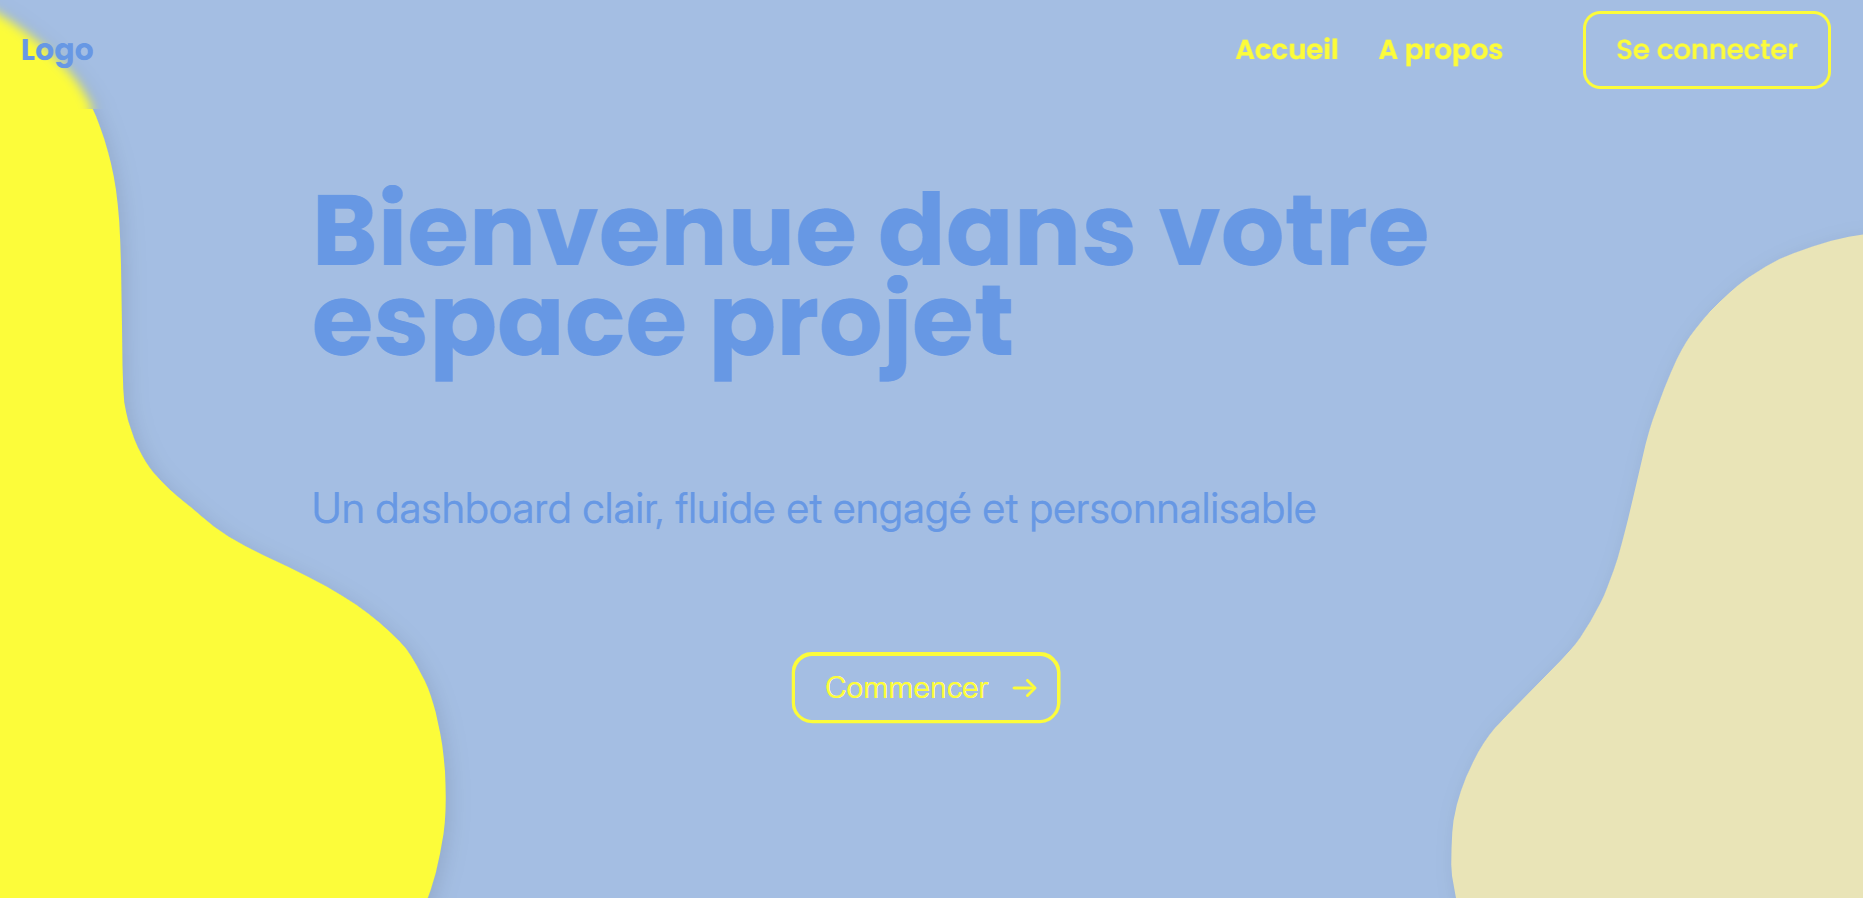 Logo
Accueil
A propos
Se connecter
Bienvenue dans votre
espace projet
Un dashboard clair, fluide et engagé et personnalisable
Commencer →